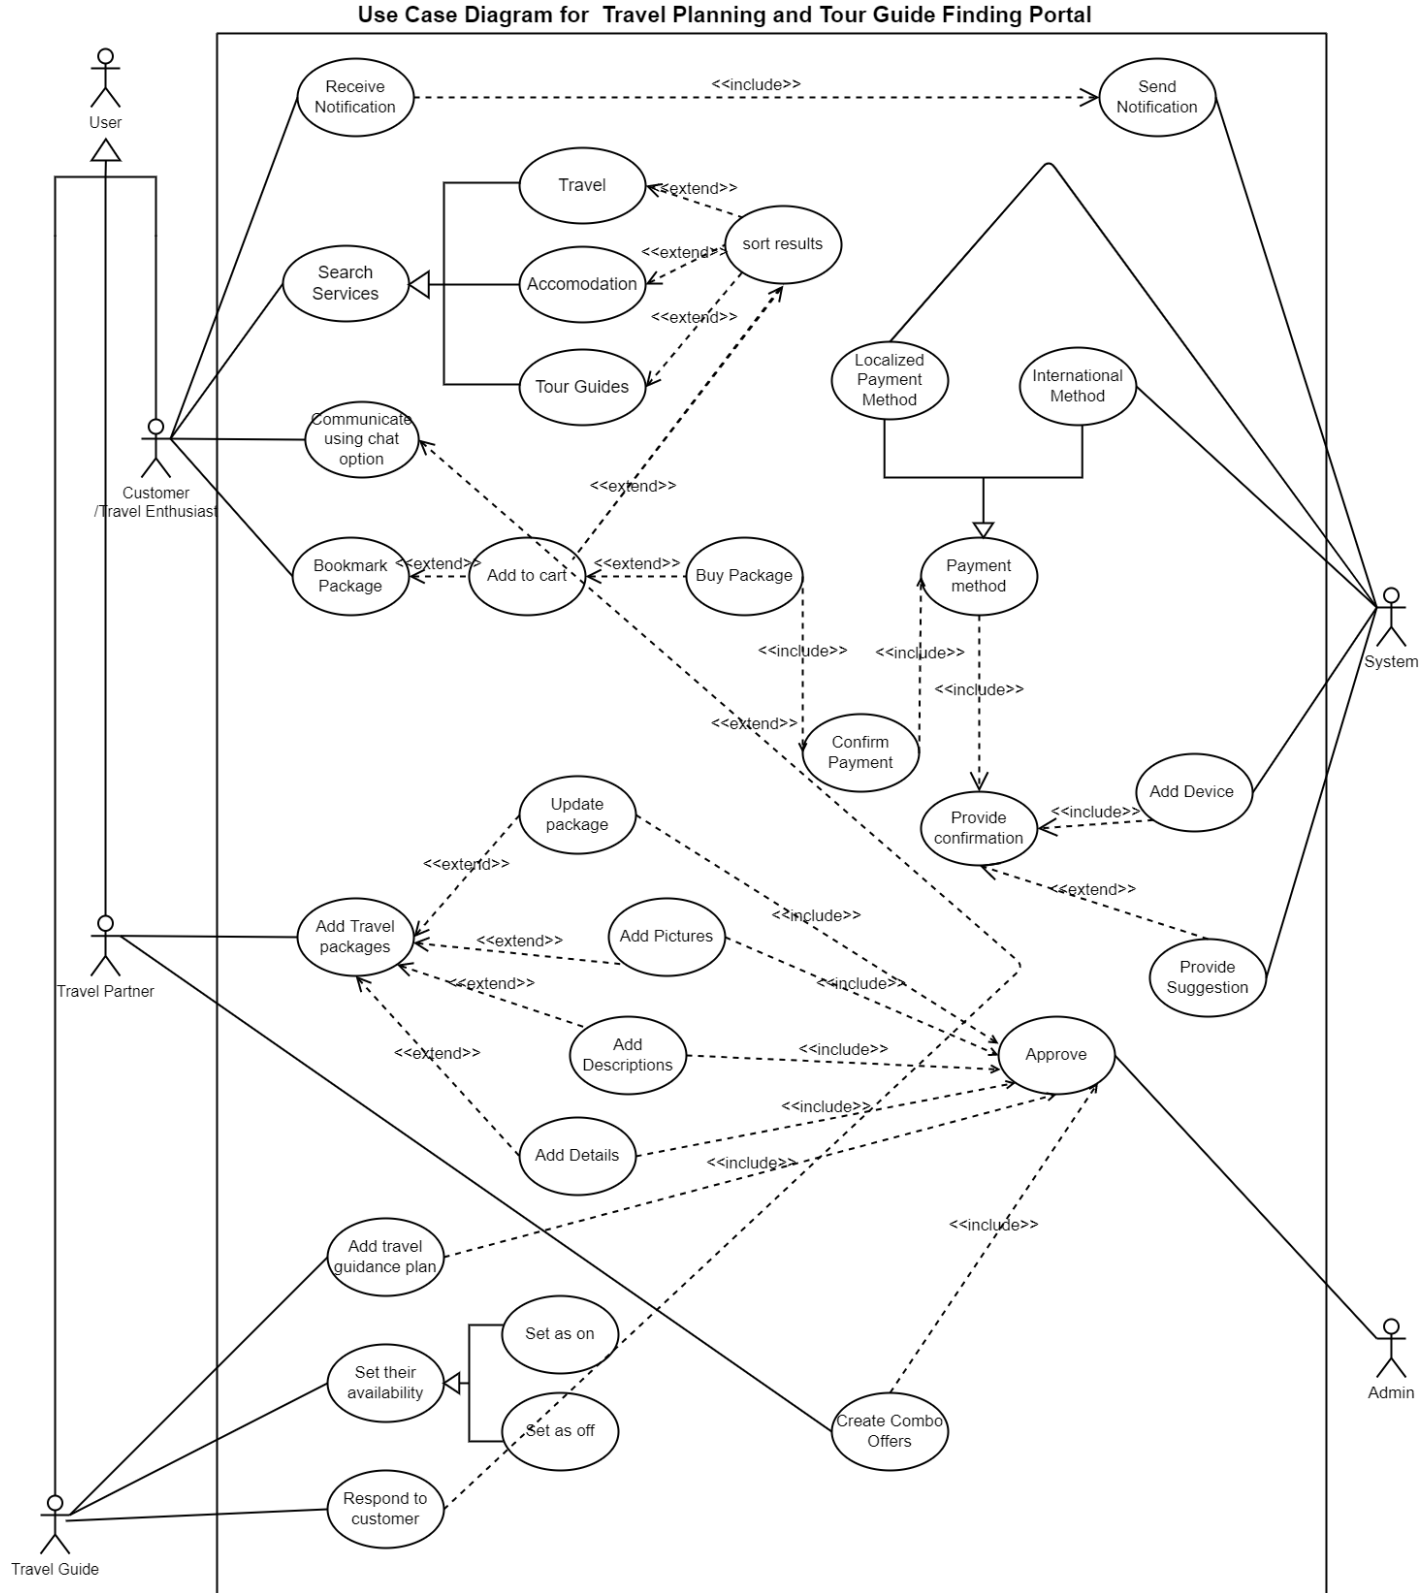 Use Case Diagram for  Travel Planning and Tour Guide Finding Portal
User
Receive
Notification
<<include>>
Send
Notification
Travel
<<extend>>
sort results
<<extend>>
Search
Services
Accomodation
<<extend>>
Tour Guides
Localized
Payment
Method
International
Method
Communicate
using chat
option
Customer
/Travel Enthusiast
<<extend>>
Bookmark
Package
<<extend>>
Add to cart
<<extend>>
Buy Package
Payment
method
System
<<include>>
<<include>>
<<include>>
<<extend>>
Confirm
Payment
Add Device
<<include>>
Provide
confirmation
Update
package
<<extend>>
<<extend>>
<<include>>
Add Travel
packages
<<extend>>
Add Pictures
<<extend>>
<<include>>
Provide
Suggestion
Travel Partner
<<extend>>
Add
Descriptions
<<include>>
Approve
<<include>>
Add Details
<<include>>
<<include>>
Add travel
guidance plan
Set as on
Set their
availability
Set as off
Create Combo
Offers
Admin
Respond to
customer
Travel Guide